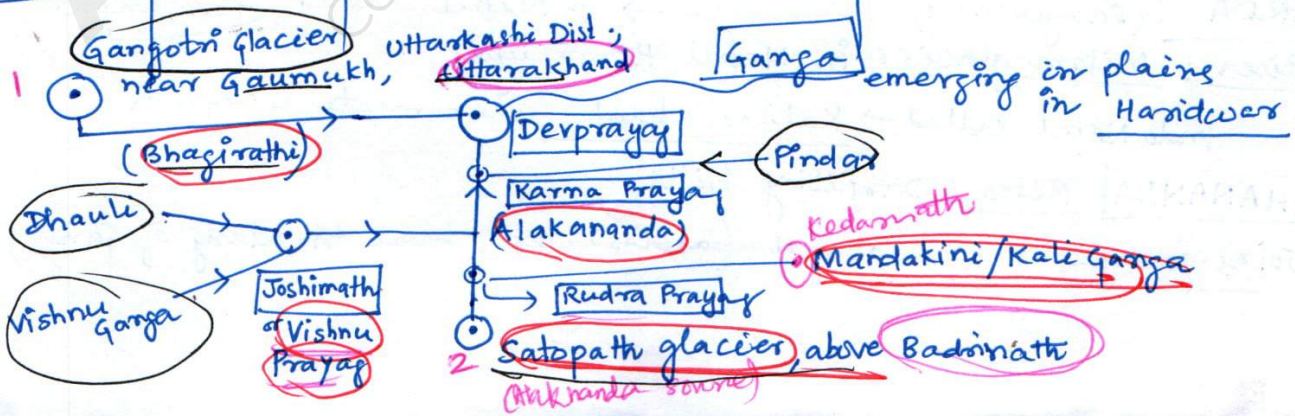 Gangotri Glacier
near Gaumukh, Uttarkashi Dist.,
Uttarakhand
1
(Bhagirathi)
Ganga
emerging in plains
in Haridwar
Devprayag
Pindar
Karna Prayag
(Alakananda)
Dhauli
Vishnu
Ganga
Joshimath
or Vishnu
Prayag
Kedarnath
Mandakini/Kali Ganga
Rudra Prayag
2
Satopath glacier, above Badrinath
(Alaknanda source)